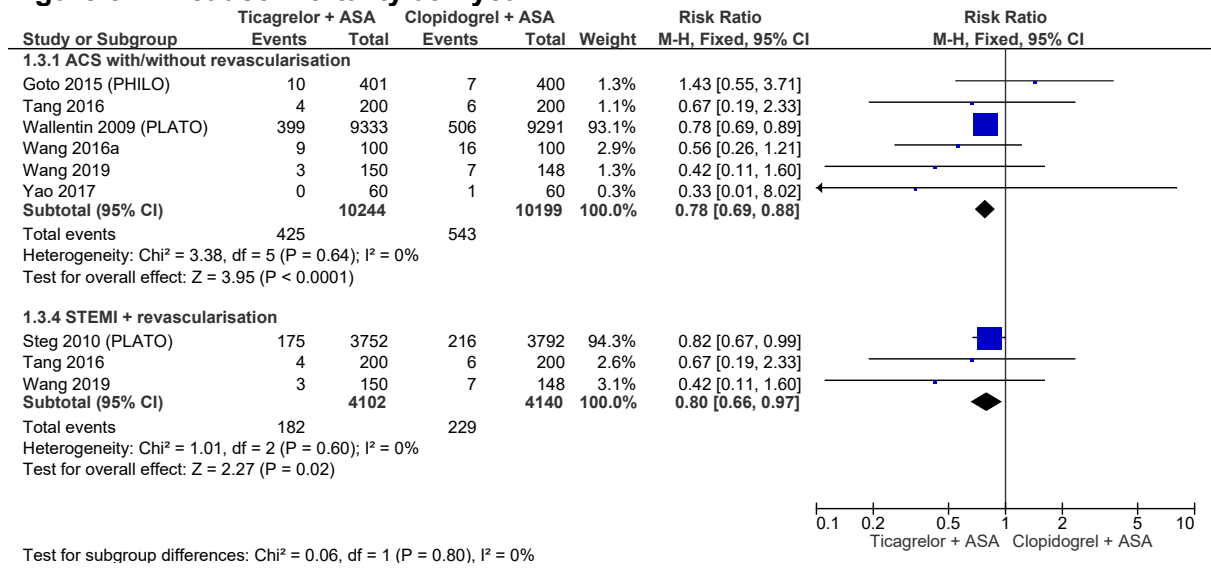 Ticagrelor + ASA Clopidogrel + ASA Risk Ratio Risk Ratio
Study or Subgroup Events Total Events Total Weight M-H, Fixed, 95% CI M-H, Fixed, 95% CI
1.3.1 ACS with/without revascularisation
Goto 2015 (PHILO) 10 401 7 400 1.3% 1.43 [0.55, 3.71]
Tang 2016 4 200 6 200 1.1% 0.67 [0.19, 2.33]
Wallentin 2009 (PLATO) 399 9333 506 9291 93.1% 0.78 [0.69, 0.89]
Wang 2016a 9 100 16 100 2.9% 0.56 [0.26, 1.21]
Wang 2019 3 150 7 148 1.3% 0.42 [0.11, 1.60]
Yao 2017 0 60 1 60 0.3% 0.33 [0.01, 8.02]
Subtotal (95% CI) 10244 10199 100.0% 0.78 [0.69, 0.88]
Total events 425 543
Heterogeneity: Chi² = 3.38, df = 5 (P = 0.64); I² = 0%
Test for overall effect: Z = 3.95 (P < 0.0001)
1.3.4 STEMI + revascularisation
Steg 2010 (PLATO) 175 3752 216 3792 94.3% 0.82 [0.67, 0.99]
Tang 2016 4 200 6 200 2.6% 0.67 [0.19, 2.33]
Wang 2019 3 150 7 148 3.1% 0.42 [0.11, 1.60]
Subtotal (95% CI) 4102 4140 100.0% 0.80 [0.66, 0.97]
Total events 182 229
Heterogeneity: Chi² = 1.01, df = 2 (P = 0.60); I² = 0%
Test for overall effect: Z = 2.27 (P = 0.02)
0.1 0.2 0.5 1 2 5 10
Ticagrelor + ASA Clopidogrel + ASA
Test for subgroup differences: Chi² = 0.06, df = 1 (P = 0.80), I² = 0%